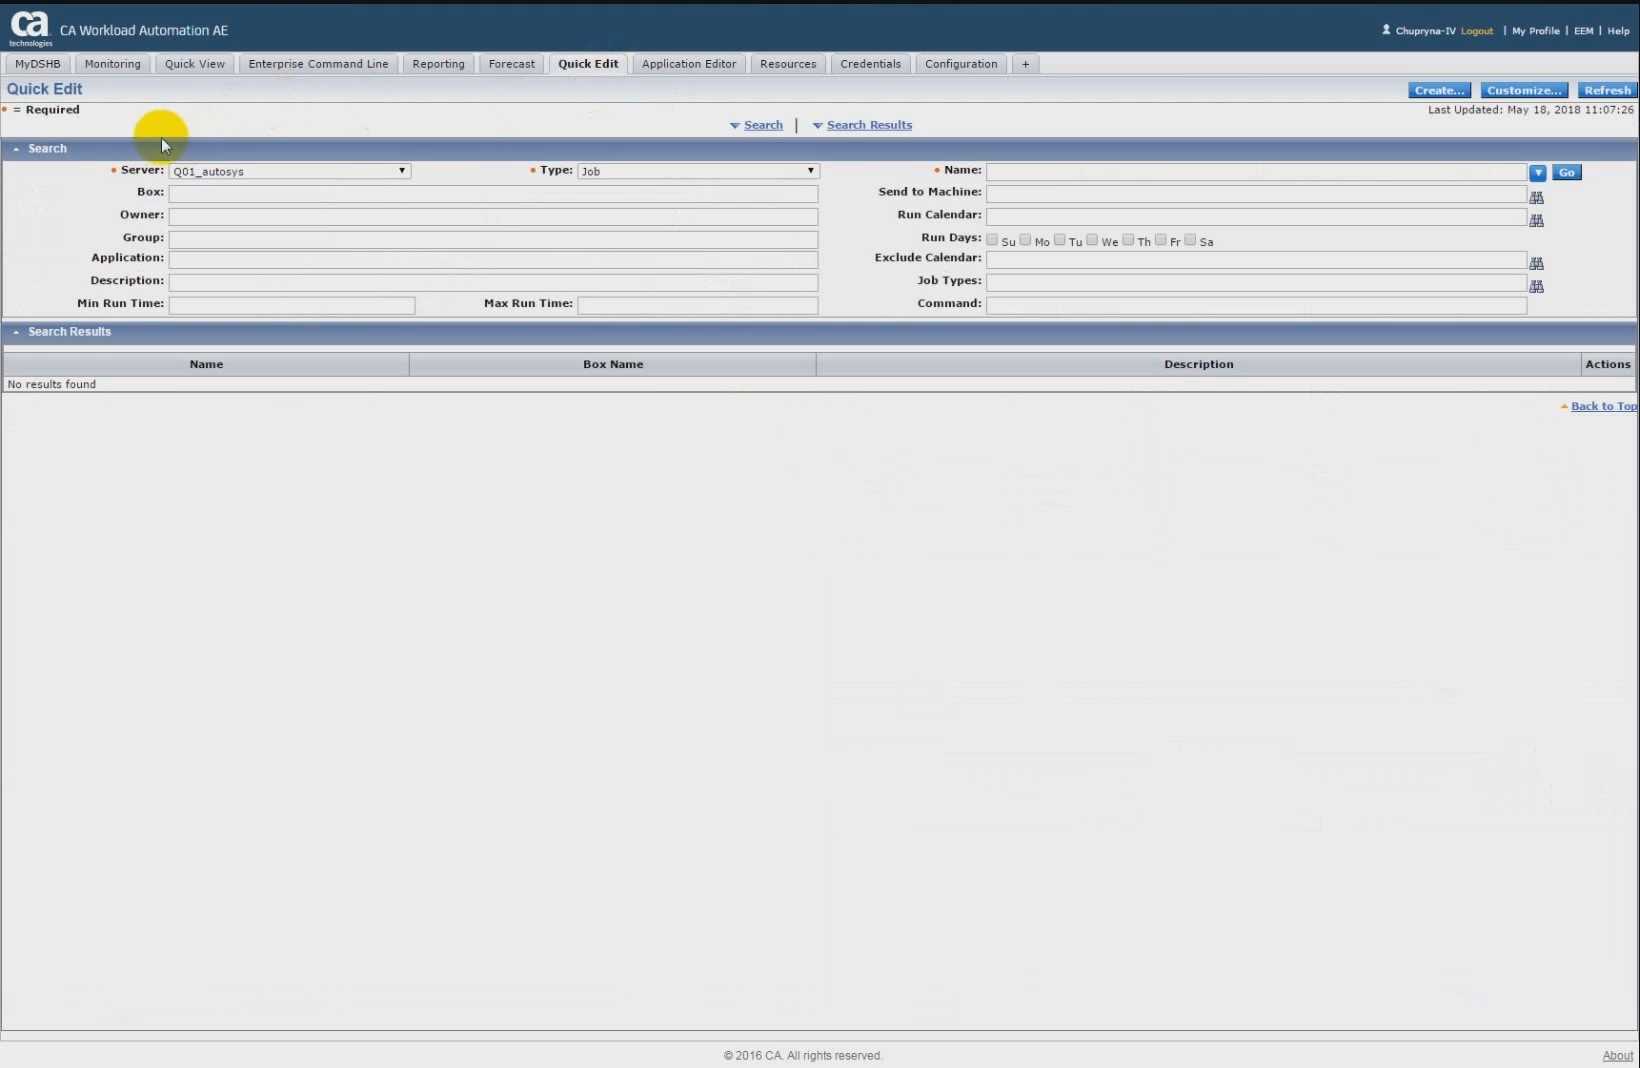 ca
technologies
CA Workload Automation AE
Chupryna-IV Logout | My Profile | EEM | Help
MyDSHB Monitoring Quick View Enterprise Command Line Reporting Forecast Quick Edit Application Editor Resources Credentials Configuration +
Quick Edit
Create... Customize... Refresh
= Required
Last Updated: May 18, 2018 11:07:26
Search | Search Results
Search
Server: Q01_autosys Type: Job Name: Go
Box: Send to Machine:
Owner: Run Calendar:
Group: Run Days: Su Mo Tu We Th Fr Sa
Application: Exclude Calendar:
Description: Job Types:
Min Run Time: Max Run Time: Command:
Search Results
Name Box Name Description Actions
No results found
Back to Top
© 2016 CA. All rights reserved.
About